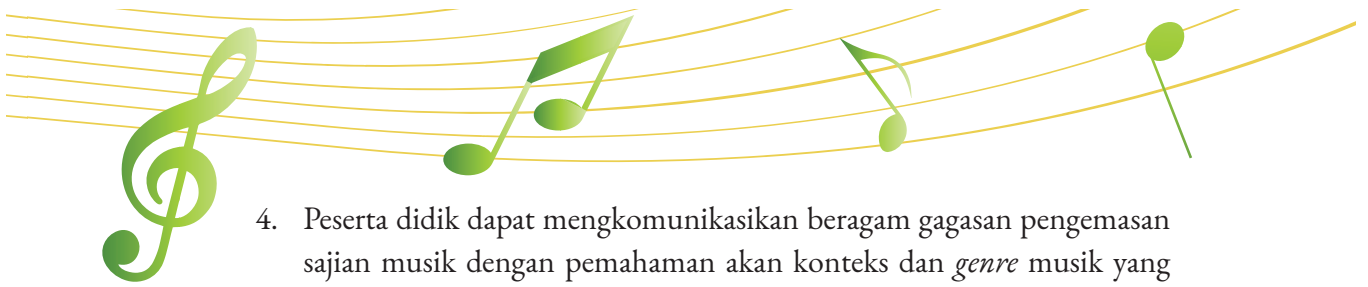 4. Peserta didik dapat mengkomunikasikan beragam gagasan pengemasan
sajian musik dengan pemahaman akan konteks dan genre musik yang